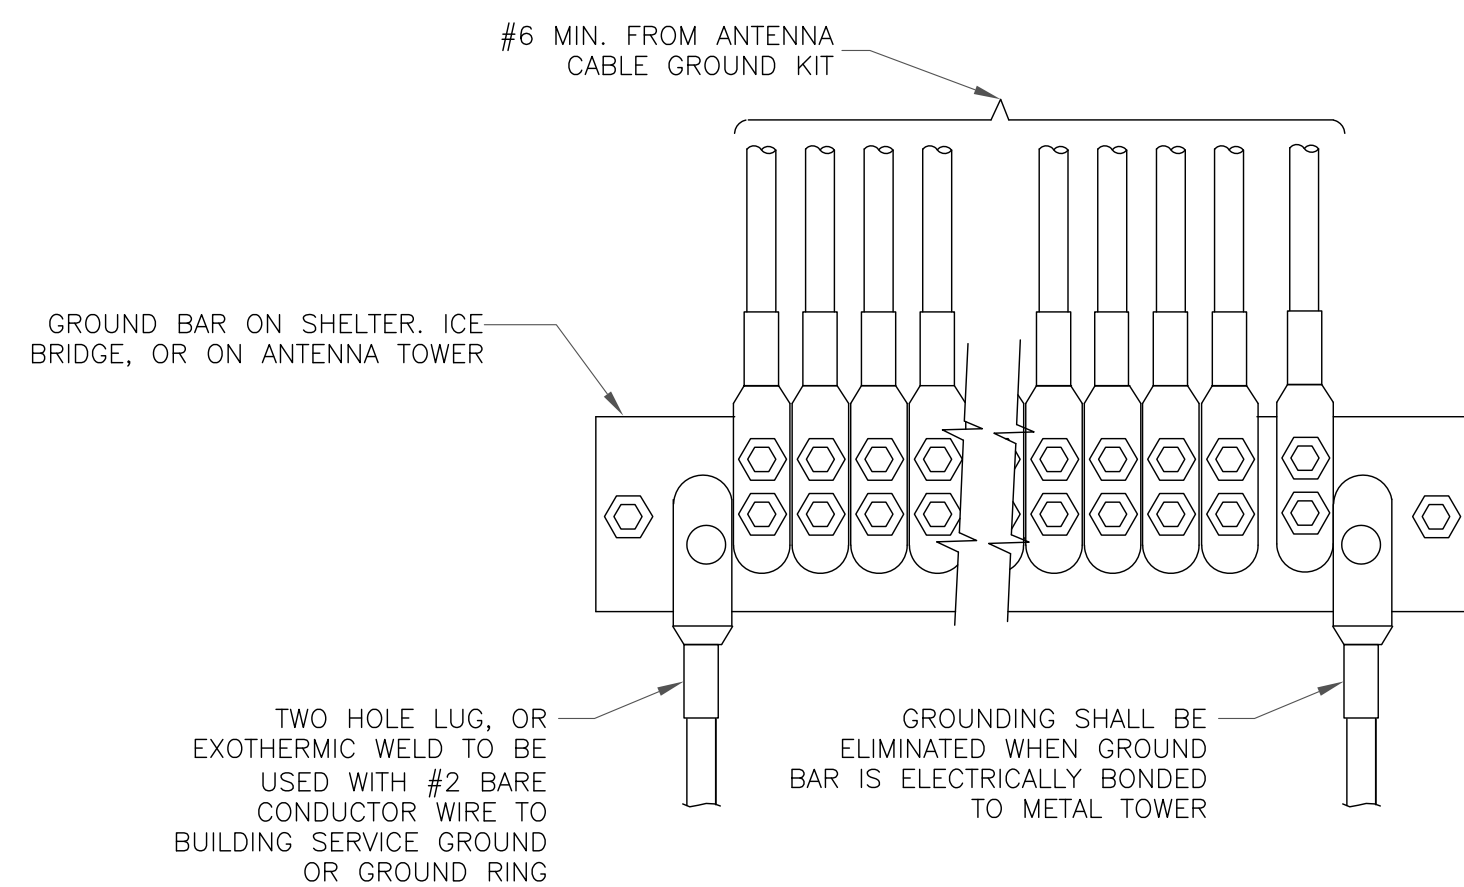 #6 MIN. FROM ANTENNA
CABLE GROUND KIT
GROUND BAR ON SHELTER. ICE
BRIDGE, OR ON ANTENNA TOWER
TWO HOLE LUG, OR
EXOTHERMIC WELD TO BE
USED WITH #2 BARE
CONDUCTOR WIRE TO
BUILDING SERVICE GROUND
OR GROUND RING
GROUNDING SHALL BE
ELIMINATED WHEN GROUND
BAR IS ELECTRICALLY BONDED
TO METAL TOWER